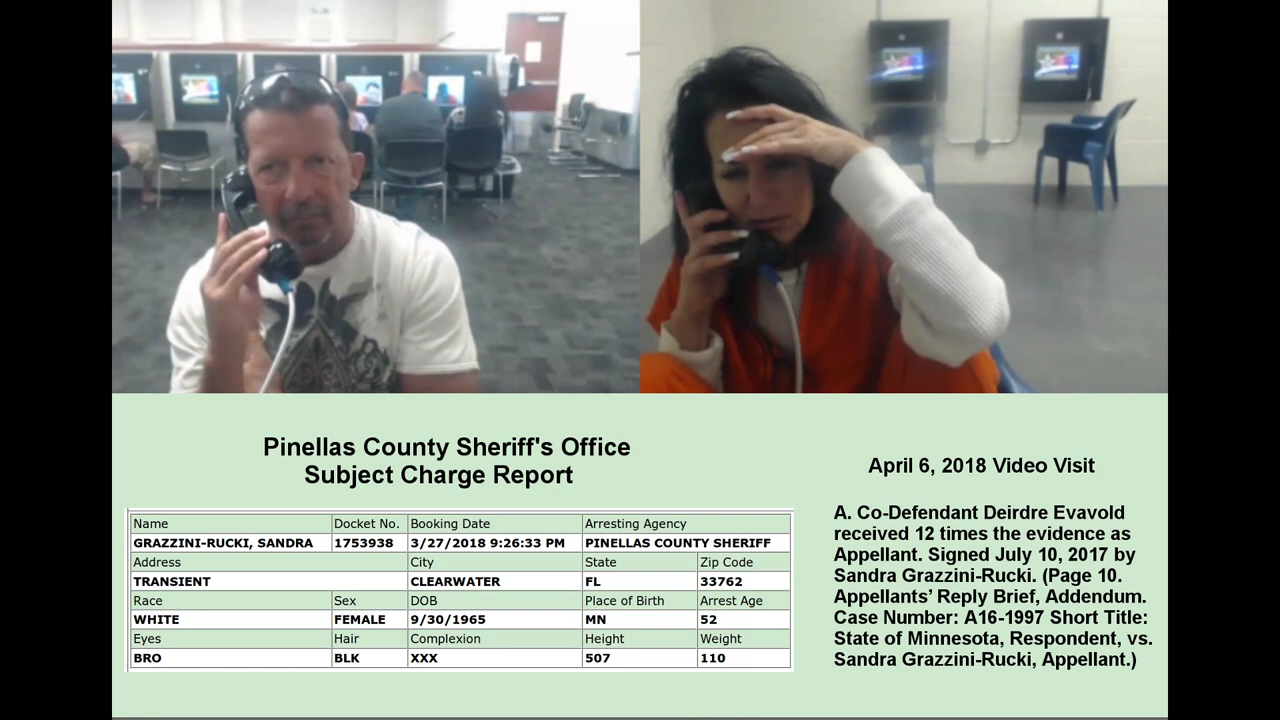 Pinellas County Sheriff's Office
Subject Charge Report
Name Docket No. Booking Date Arresting Agency
GRAZZINI-RUCKI, SANDRA 1753938 3/27/2018 9:26:33 PM PINELLAS COUNTY SHERIFF
Address City State Zip Code
TRANSIENT CLEARWATER FL 33762
Race Sex DOB Place of Birth Arrest Age
WHITE FEMALE 9/30/1965 MN 52
Eyes Hair Complexion Height Weight
BRO BLK XXX 507 110
April 6, 2018 Video Visit
A. Co-Defendant Deirdre Evavold
received 12 times the evidence as
Appellant. Signed July 10, 2017 by
Sandra Grazzini-Rucki. (Page 10.
Appellants’ Reply Brief, Addendum.
Case Number: A16-1997 Short Title:
State of Minnesota, Respondent, vs.
Sandra Grazzini-Rucki, Appellant.)